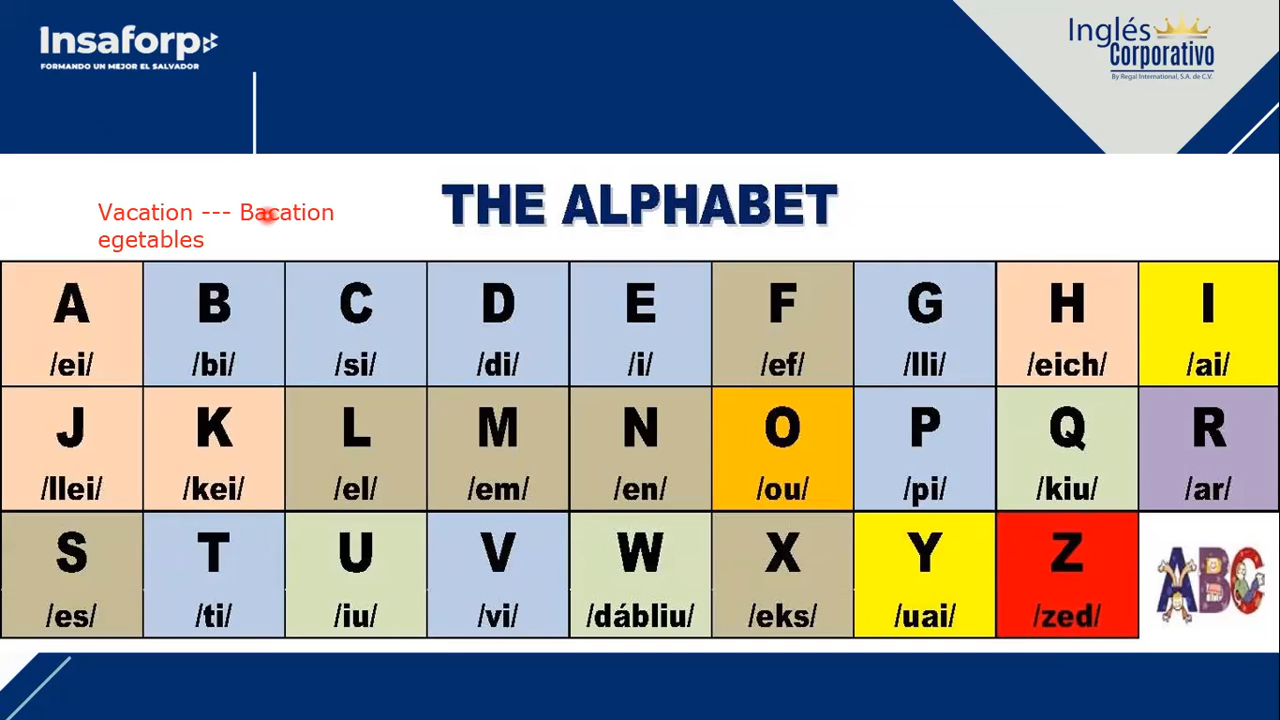 Insaforp
FORMANDO UN MEJOR EL SALVADOR
Inglés
Corporativo
By Regal International, S.A. de C.V.
THE ALPHABET
Vacation --- Bacation
egetables
A B C D E F G H I
/ei/ /bi/ /si/ /di/ /i/ /ef/ /lli/ /eich/ /ai/
J K L M N O P Q R
/llei/ /kei/ /el/ /em/ /en/ /ou/ /pi/ /kiu/ /ar/
S T U V W X Y Z ABC
/es/ /ti/ /iu/ /vi/ /dábliu/ /eks/ /uai/ /zed/